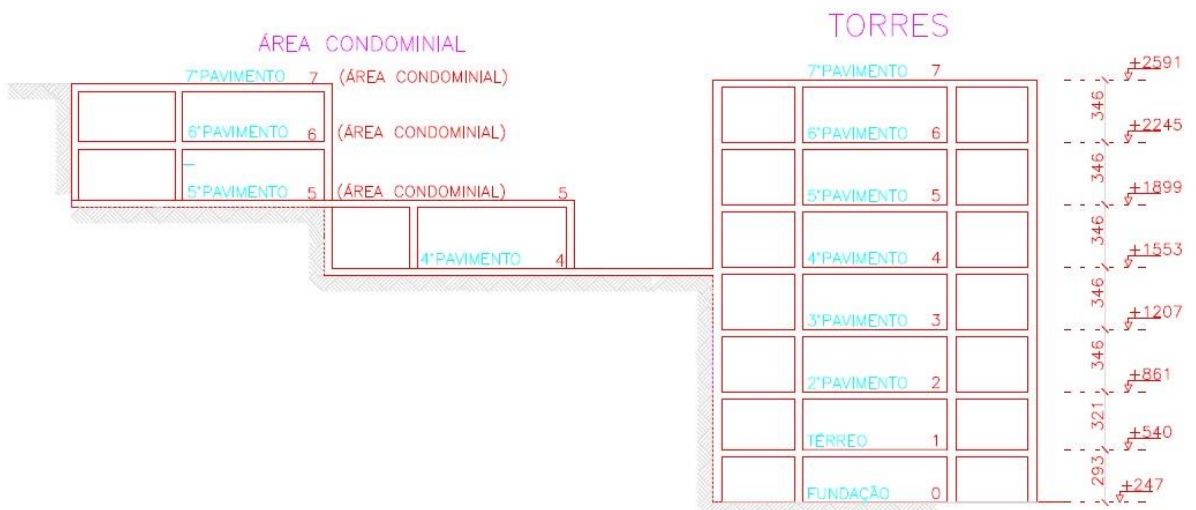 ÁREA CONDOMINIAL
TORRES
7°PAVIMENTO 7 (ÁREA CONDOMINIAL)
6°PAVIMENTO 6 (ÁREA CONDOMINIAL)
5°PAVIMENTO 5 (ÁREA CONDOMINIAL) 5
4°PAVIMENTO 4
7°PAVIMENTO 7
6°PAVIMENTO 6
5°PAVIMENTO 5
4°PAVIMENTO 4
3°PAVIMENTO 3
2°PAVIMENTO 2
TÉRREO 1
FUNDAÇÃO 0
+2591
346
+2245
346
+1899
346
+1553
346
+1207
346
+861
321
+540
293
+247